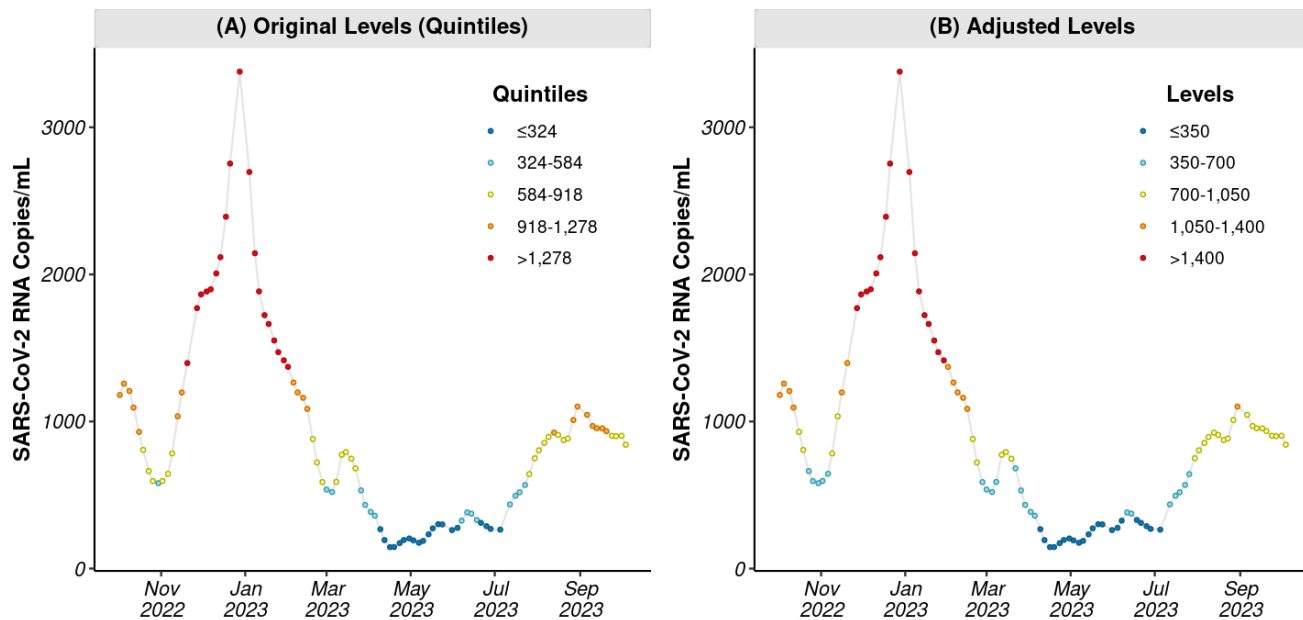 (A) Original Levels (Quintiles)
SARS-CoV-2 RNA Copies/mL
3000
2000
1000
0
Quintiles
≤324
324-584
584-918
918-1,278
>1,278
Nov
2022
Jan
2023
Mar
2023
May
2023
Jul
2023
Sep
2023
(B) Adjusted Levels
SARS-CoV-2 RNA Copies/mL
3000
2000
1000
0
Levels
≤350
350-700
700-1,050
1,050-1,400
>1,400
Nov
2022
Jan
2023
Mar
2023
May
2023
Jul
2023
Sep
2023